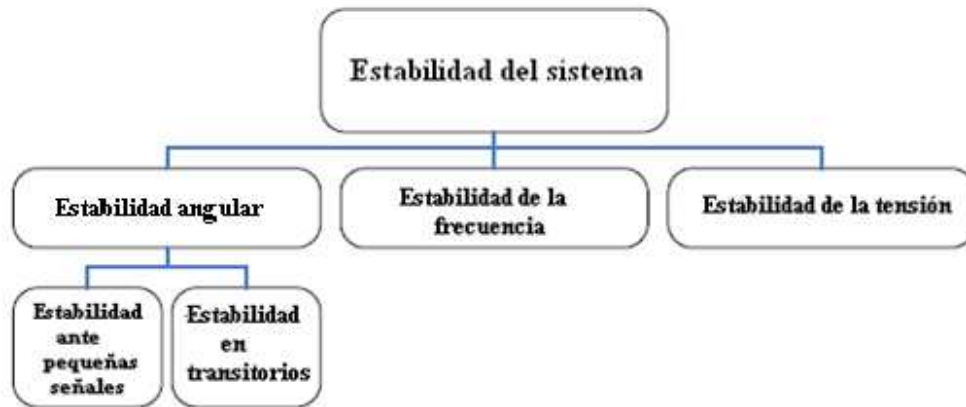 Estabilidad del sistema
Estabilidad angular
Estabilidad de la
frecuencia
Estabilidad de la tensión
Estabilidad
ante
pequeñas
señales
Estabilidad
en
transitorios